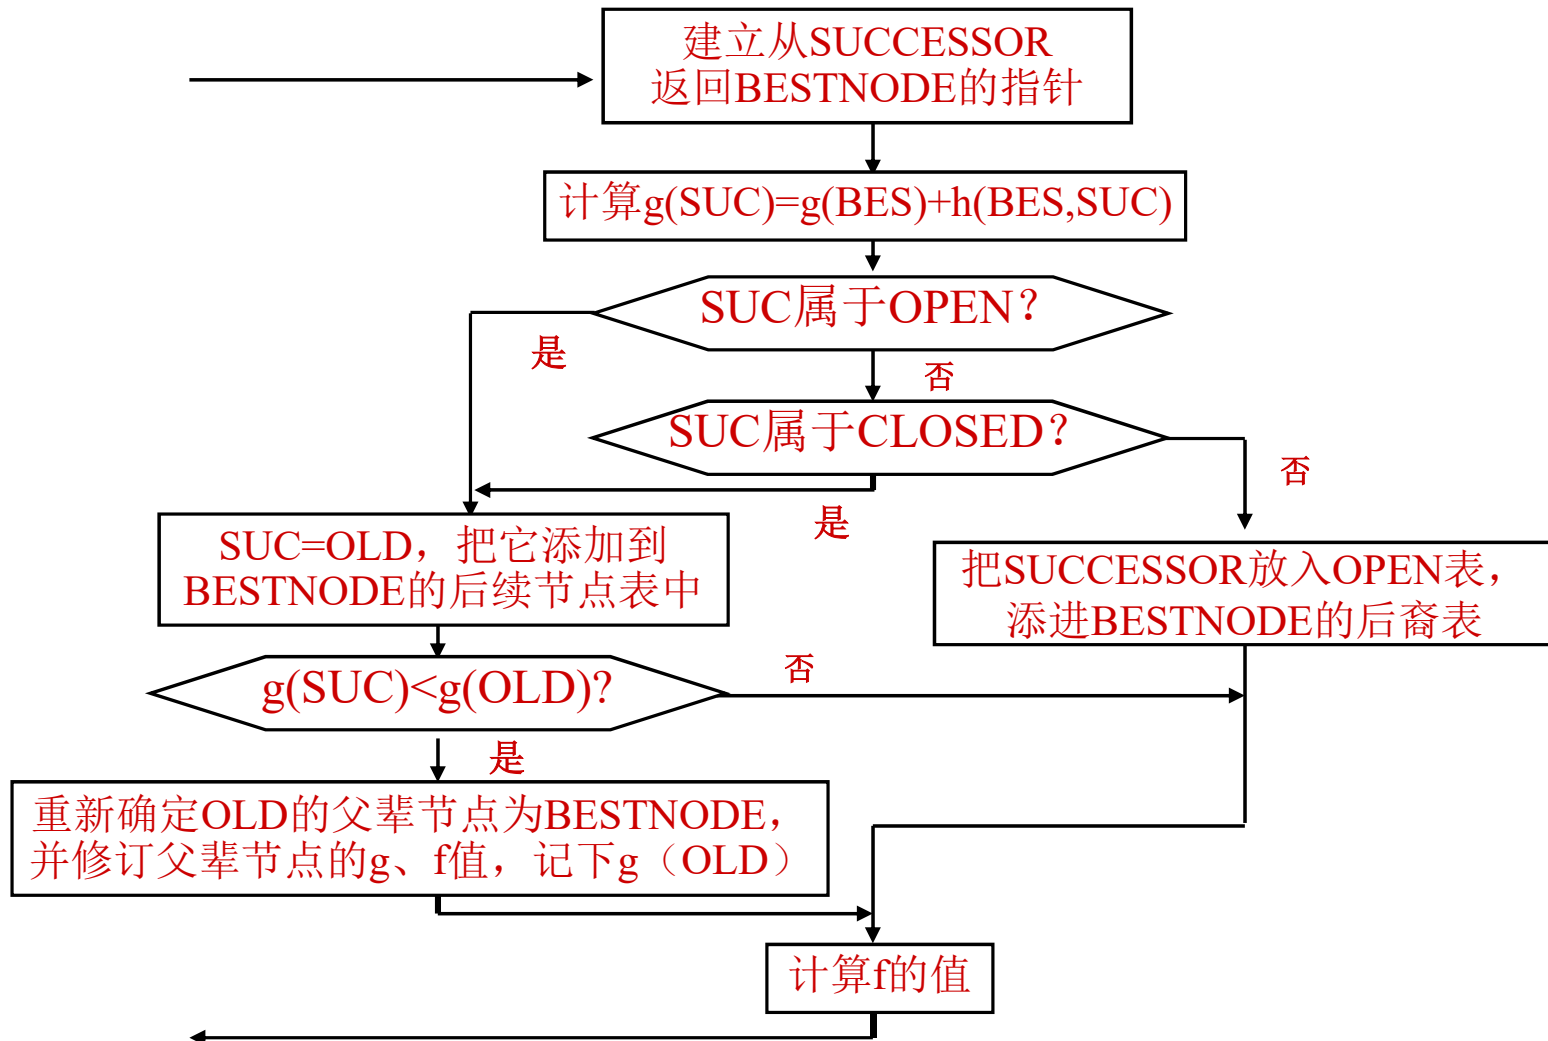 建立从SUCCESSOR
返回BESTNODE的指针
计算g(SUC)=g(BES)+h(BES,SUC)
SUC属于OPEN？
是
否
SUC属于CLOSED？
否
是
SUC=OLD，把它添加到
BESTNODE的后续节点表中
把SUCCESSOR放入OPEN表，
添进BESTNODE的后裔表
g(SUC)<g(OLD)?
否
是
重新确定OLD的父辈节点为BESTNODE，
并修订父辈节点的g、f值，记下g（OLD）
计算f的值